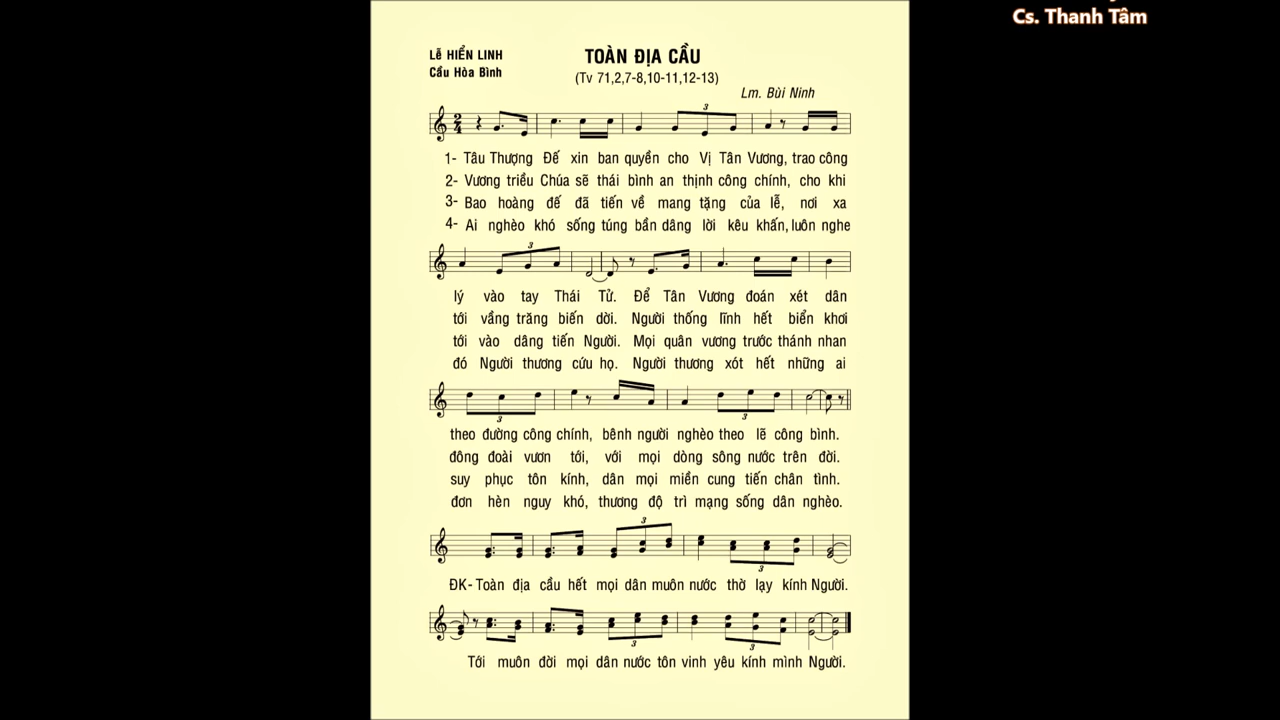 Cs. Thanh Tâm
LỄ HIỂN LINH
Cầu Hòa Bình
TOÀN ĐỊA CẦU
(Tv 71,2,7-8,10-11,12-13)
Lm. Bùi Ninh
3
1- Tâu Thượng Đế xin ban quyền cho Vị Tân Vương, trao công
2- Vương triều Chúa sẽ thái bình an thịnh công chính, cho khi
3- Bao hoàng đế đã tiến về mang tặng của lễ, nơi xa
4- Ai nghèo khó sống túng bẩn dâng lời kêu khấn, luôn nghe
3
lý vào tay Thái Tử. Để Tân Vương đoán xét dân
tới vầng trăng biến dời. Người thống lĩnh hết biển khơi
tới vào dâng tiến Người. Mọi quân vương trước thánh nhan
đó Người thương cứu họ. Người thương xót hết những ai
3 3
theo đường công chính, bênh người nghèo theo lẽ công bình.
đông đoài vươn tới, với mọi dòng sông nước trên đời.
suy phục tôn kính, dân mọi miền cung tiến chân tình.
đơn hèn nguy khó, thương độ trì mạng sống dân nghèo.
3 3
ĐK- Toàn địa cầu hết mọi dân muôn nước thờ lạy kính Người.
3 3
Tới muôn đời mọi dân nước tôn vinh yêu kính mình Người.